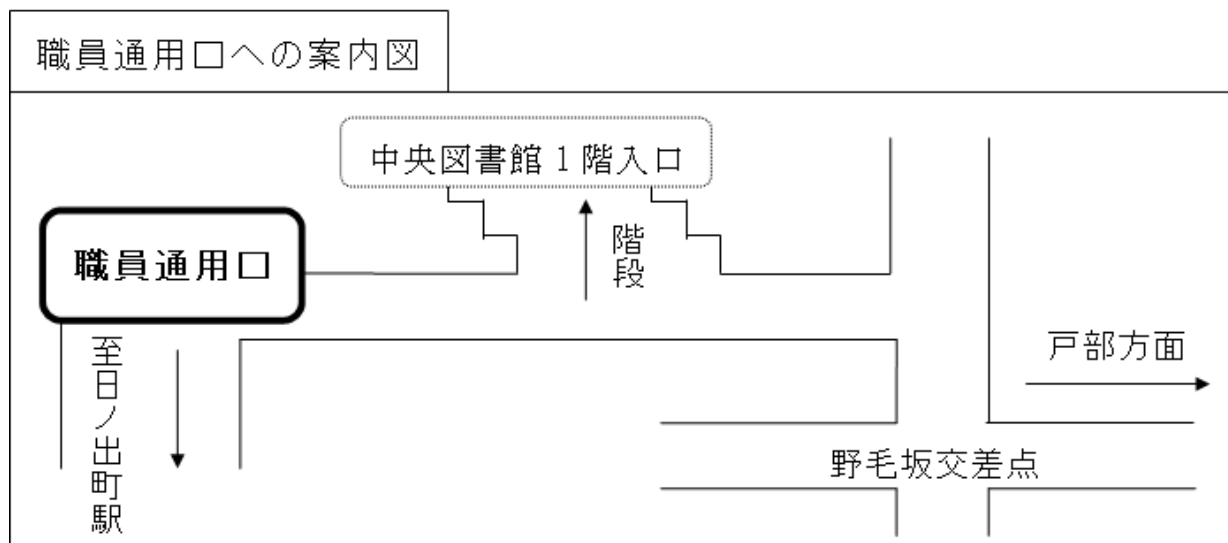 職員通用口への案内図
中央図書館1階入口
職員通用口
階段
至日ノ出町駅
戸部方面
野毛坂交差点